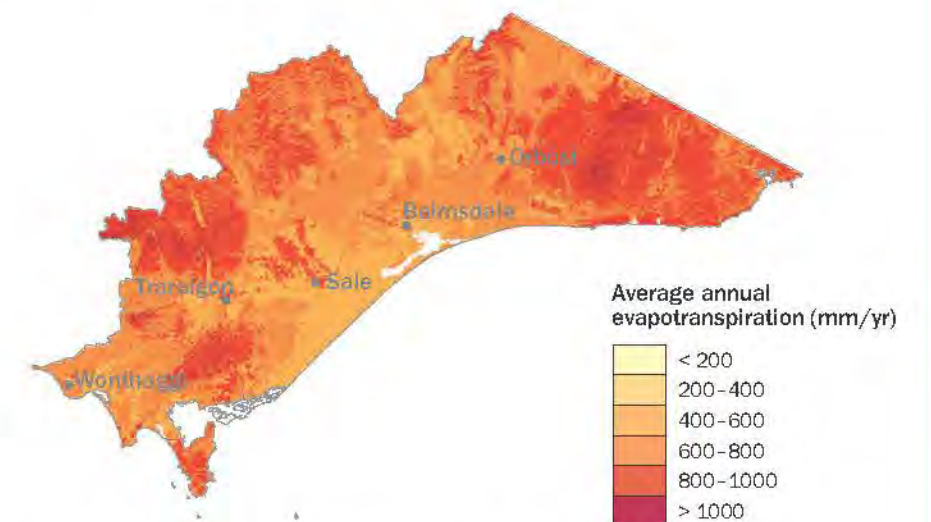 Orbost
Bairnsdale
Sale
Traralgon
Wonthaggi
Average annual
evapotranspiration (mm/yr)
< 200
200-400
400-600
600-800
800-1000
> 1000